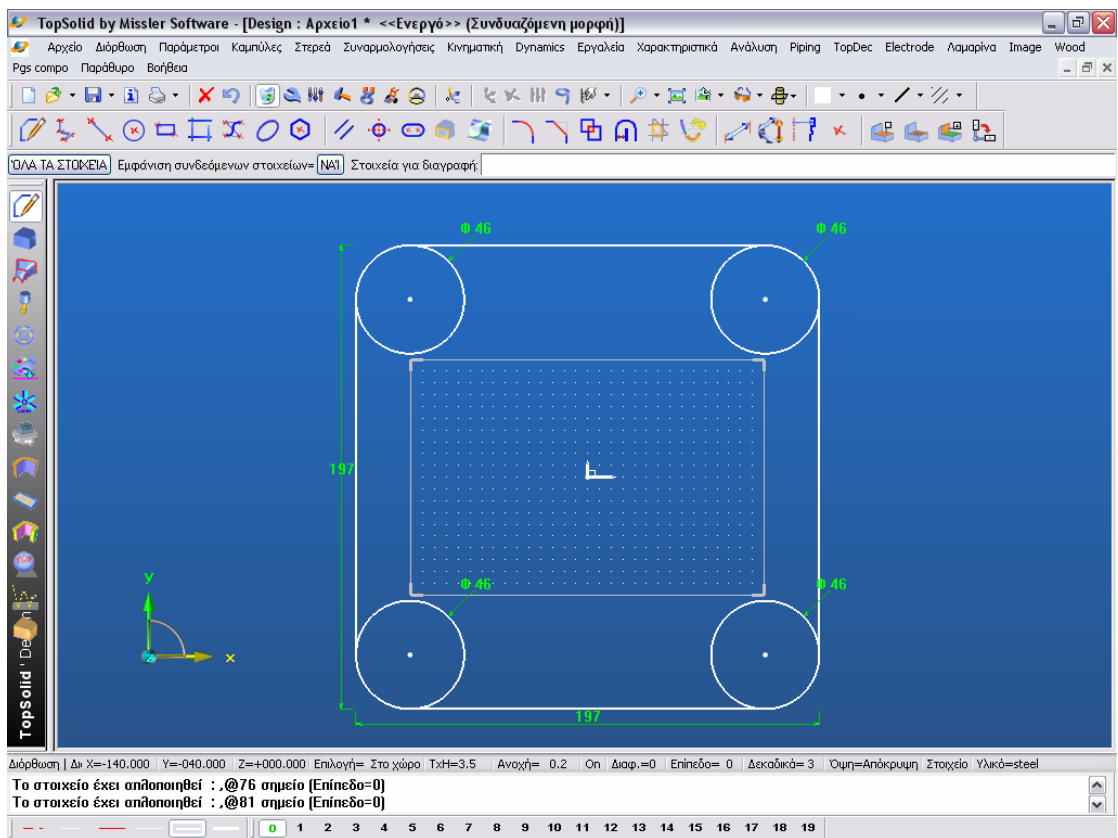 TopSolid by Missler Software - [Design : Αρχείο1 * <<Ενεργό>> (Συνδυαζόμενη μορφή)]
Αρχείο Διόρθωση Παράμετροι Καμπύλες Στερεά Συναρμολογήσεις Κινηματική Dynamics Εργαλεία Χαρακτηριστικά Ανάλυση Piping TopDec Electrode Λαμαρίνα Image Wood
Pgs compo Παράθυρο Βοήθεια
ΌΛΑ ΤΑ ΣΤΟΙΧΕΙΑ Εμφάνιση συνδεόμενων στοιχείων= ΝΑΙ Στοιχεία για διαγραφή:
Φ 46
Φ 46
197
Φ 46
Φ 46
197
y
x
z
TopSolid'Design
Διόρθωση | Δι X=-140.000 Y=-040.000 Z=+000.000 Επιλογή= Στο χώρο TxH=3.5 Ανοχή= 0.2 On Διαφ.=0 Επίπεδο= 0 Δεκαδικά= 3 Όψη=Απόκρυψη Στοιχείο Υλικό=steel
Το στοιχείο έχει απλοποιηθεί : ,@76 σημείο (Επίπεδο=0)
Το στοιχείο έχει απλοποιηθεί : ,@81 σημείο (Επίπεδο=0)
0 1 2 3 4 5 6 7 8 9 10 11 12 13 14 15 16 17 18 19